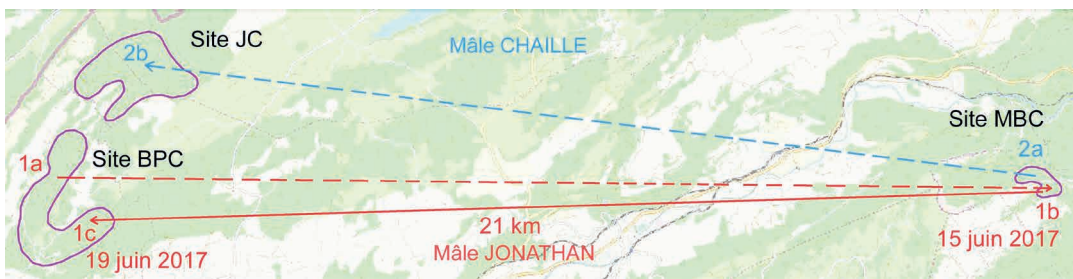 Site JC
2b
Mâle CHAILLE
Site MBC
2a
Site BPC
1a
1b
1c
21 km
19 juin 2017
Mâle JONATHAN
15 juin 2017